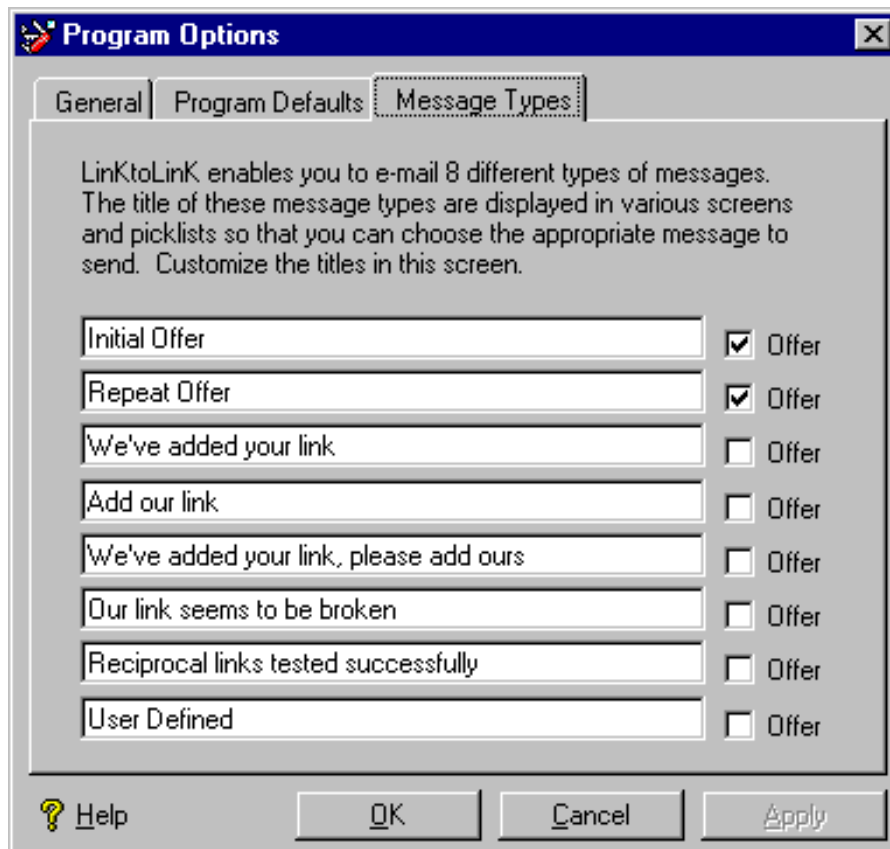 Program Options
General Program Defaults Message Types
LinKtoLinK enables you to e-mail 8 different types of messages.
The title of these message types are displayed in various screens
and picklists so that you can choose the appropriate message to
send. Customize the titles in this screen.
Initial Offer Offer
Repeat Offer Offer
We've added your link Offer
Add our link Offer
We've added your link, please add ours Offer
Our link seems to be broken Offer
Reciprocal links tested successfully Offer
User Defined Offer
Help OK Cancel Apply